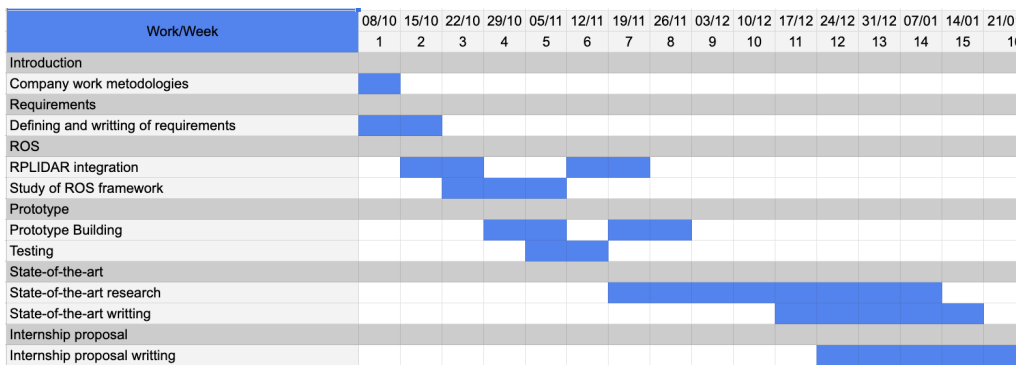 Work/Week 08/10 15/10 22/10 29/10 05/11 12/11 19/11 26/11 03/12 10/12 17/12 24/12 31/12 07/01 14/01 21/0
1 2 3 4 5 6 7 8 9 10 11 12 13 14 15
Introduction
Company work metodologies
Requirements
Defining and writting of requirements
ROS
RPLIDAR integration
Study of ROS framework
Prototype
Prototype Building
Testing
State-of-the-art
State-of-the-art research
State-of-the-art writting
Internship proposal
Internship proposal writting